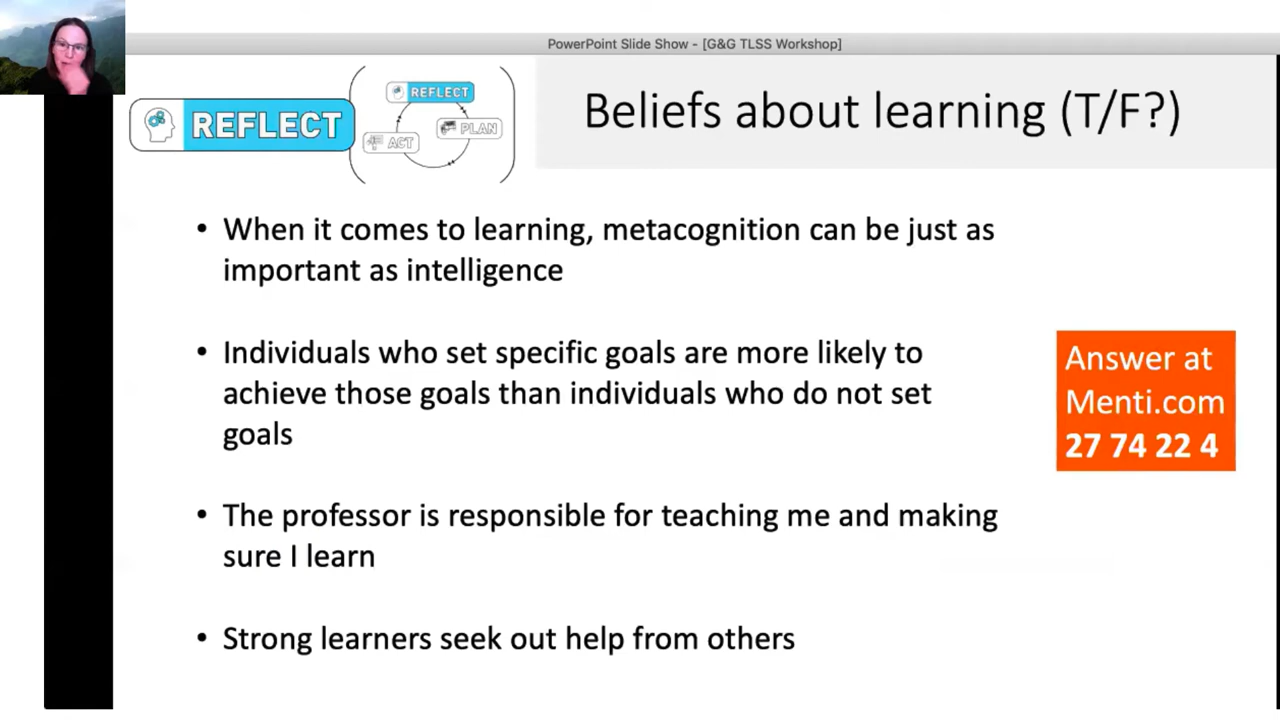 PowerPoint Slide Show - [G&G TLSS Workshop]
REFLECT
REFLECT
PLAN
ACT
Beliefs about learning (T/F?)
• When it comes to learning, metacognition can be just as
important as intelligence
• Individuals who set specific goals are more likely to
achieve those goals than individuals who do not set
goals
• The professor is responsible for teaching me and making
sure I learn
• Strong learners seek out help from others
Answer at
Menti.com
27 74 22 4